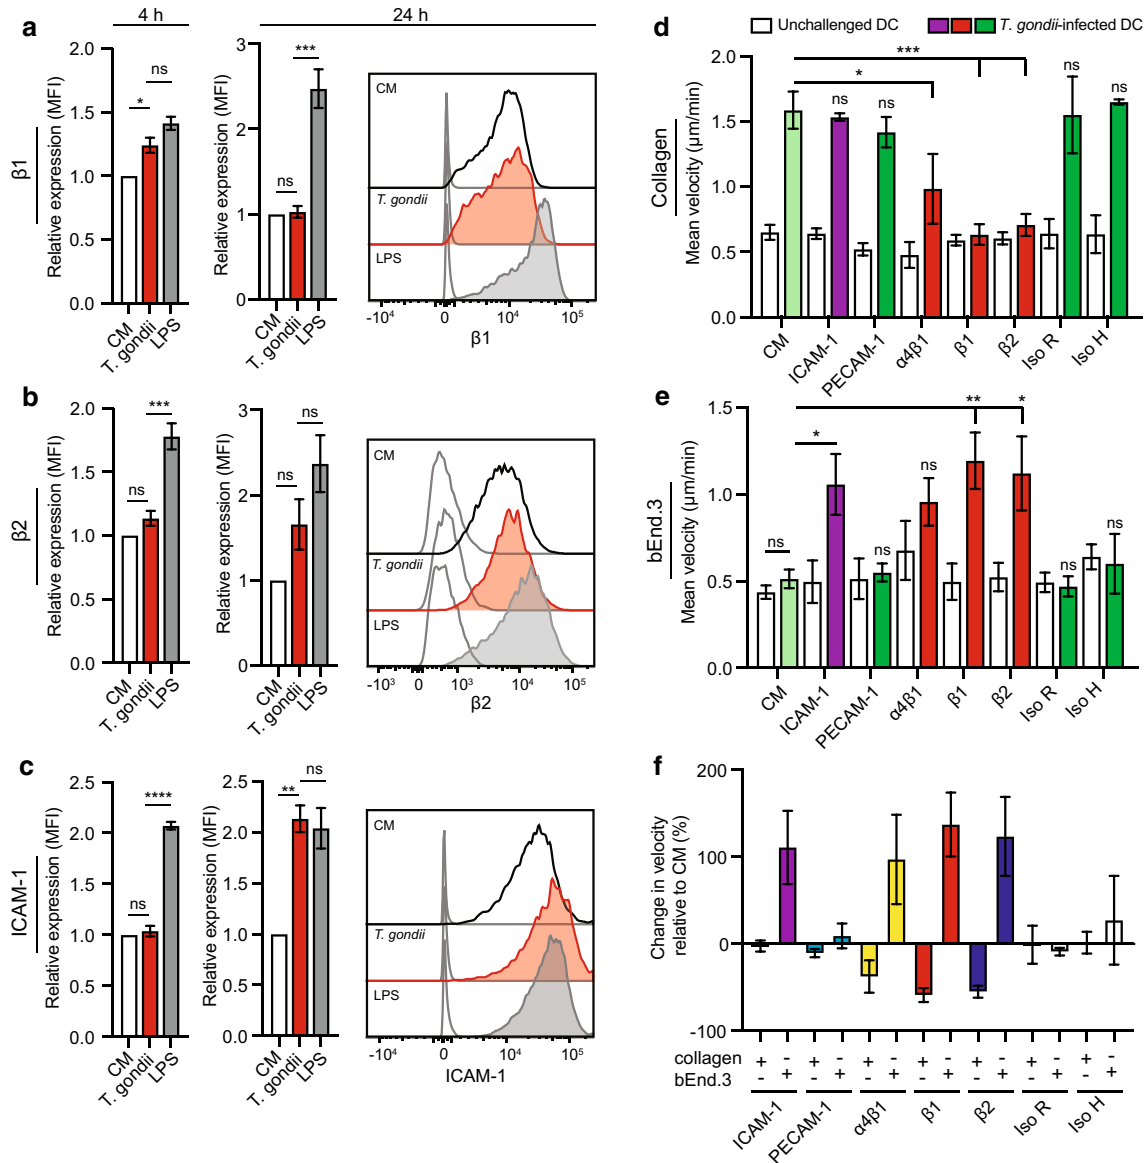 a
4 h
24 h
β1
Relative expression (MFI)
2.0
1.5
1.0
0.5
0.0
*
ns
CM
T. gondii
LPS
Relative expression (MFI)
3
2
1
0
ns
***
CM
T. gondii
LPS
CM
T. gondii
LPS
-10⁴
0
10⁴
10⁵
β1
b
β2
Relative expression (MFI)
2.0
1.5
1.0
0.5
0.0
ns
***
CM
T. gondii
LPS
Relative expression (MFI)
3
2
1
0
ns
ns
CM
T. gondii
LPS
CM
T. gondii
LPS
-10³
0
10³
10⁴
10⁵
β2
c
ICAM-1
Relative expression (MFI)
2.5
2.0
1.5
1.0
0.5
0.0
ns
****
CM
T. gondii
LPS
Relative expression (MFI)
2.5
2.0
1.5
1.0
0.5
0.0
**
ns
CM
T. gondii
LPS
CM
T. gondii
LPS
-10⁴
0
10⁴
10⁵
ICAM-1
d
Unchallenged DC
T. gondii-infected DC
Collagen
Mean velocity (µm/min)
2.0
1.5
1.0
0.5
0.0
***
*
ns
ns
ns
ns
CM
ICAM-1
PECAM-1
α4β1
β1
β2
Iso R
Iso H
e
bEnd.3
Mean velocity (µm/min)
1.5
1.0
0.5
0.0
ns
*
ns
ns
**
*
ns
ns
CM
ICAM-1
PECAM-1
α4β1
β1
β2
Iso R
Iso H
f
Change in velocity
relative to CM (%)
200
100
0
-100
collagen + - + - + - + - + - + - + -
bEnd.3 - + - + - + - + - + - + - +
ICAM-1
PECAM-1
α4β1
β1
β2
Iso R
Iso H